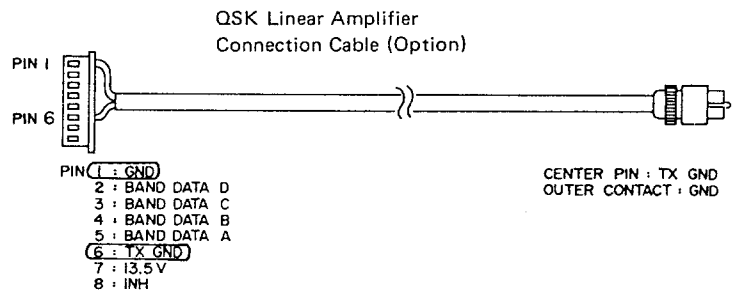 QSK Linear Amplifier
Connection Cable (Option)
PIN 1
PIN 6
PIN 1 : GND
2 : BAND DATA D
3 : BAND DATA C
4 : BAND DATA B
5 : BAND DATA A
6 : TX GND
7 : 13.5 V
8 : INH
CENTER PIN : TX GND
OUTER CONTACT : GND